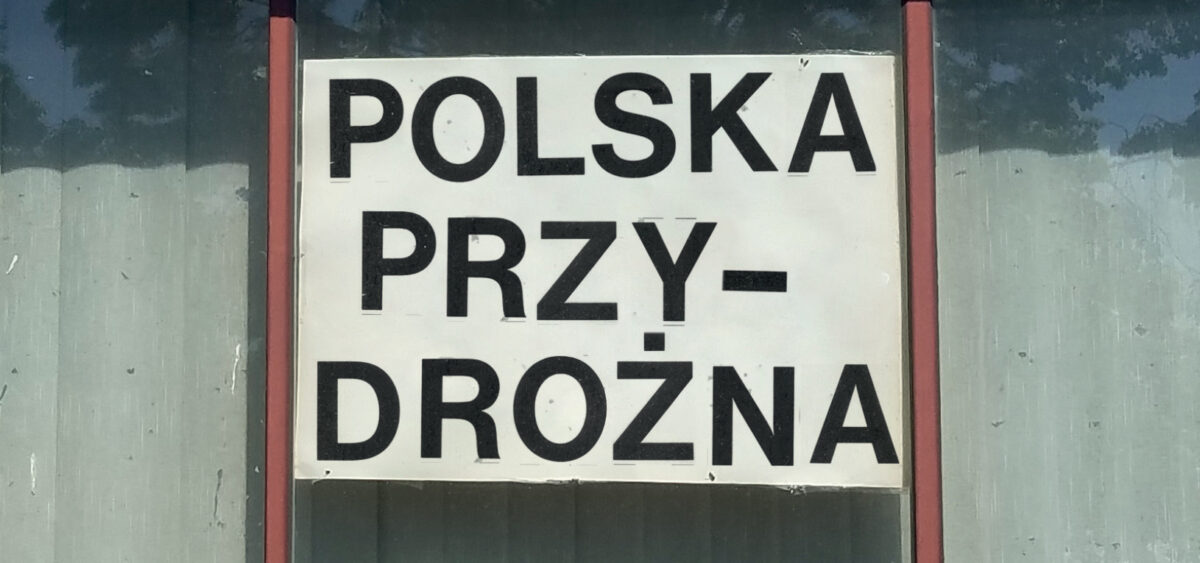 POLSKA
PRZY-
DROŻNA